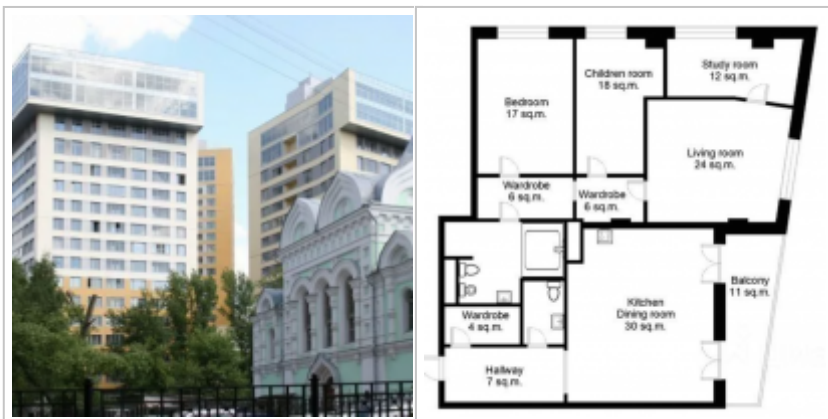 Study room
12 sq.m.
Children room
18 sq.m.
Bedroom
17 sq.m.
Living room
24 sq.m.
Wardrobe
6 sq.m.
Wardrobe
6 sq.m.
Balcony
11 sq.m.
Kitchen
Dining room
30 sq.m.
Wardrobe
4 sq.m.
Hallway
7 sq.m.